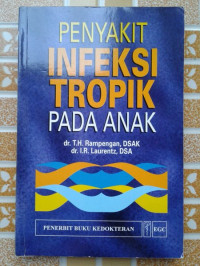 PENYAKIT
INFEKSI
TROPIK
PADA ANAK
dr. T.H. Rampengan, DSAK
dr. I.R. Laurentz, DSA
PENERBIT BUKU KEDOKTERAN EGC